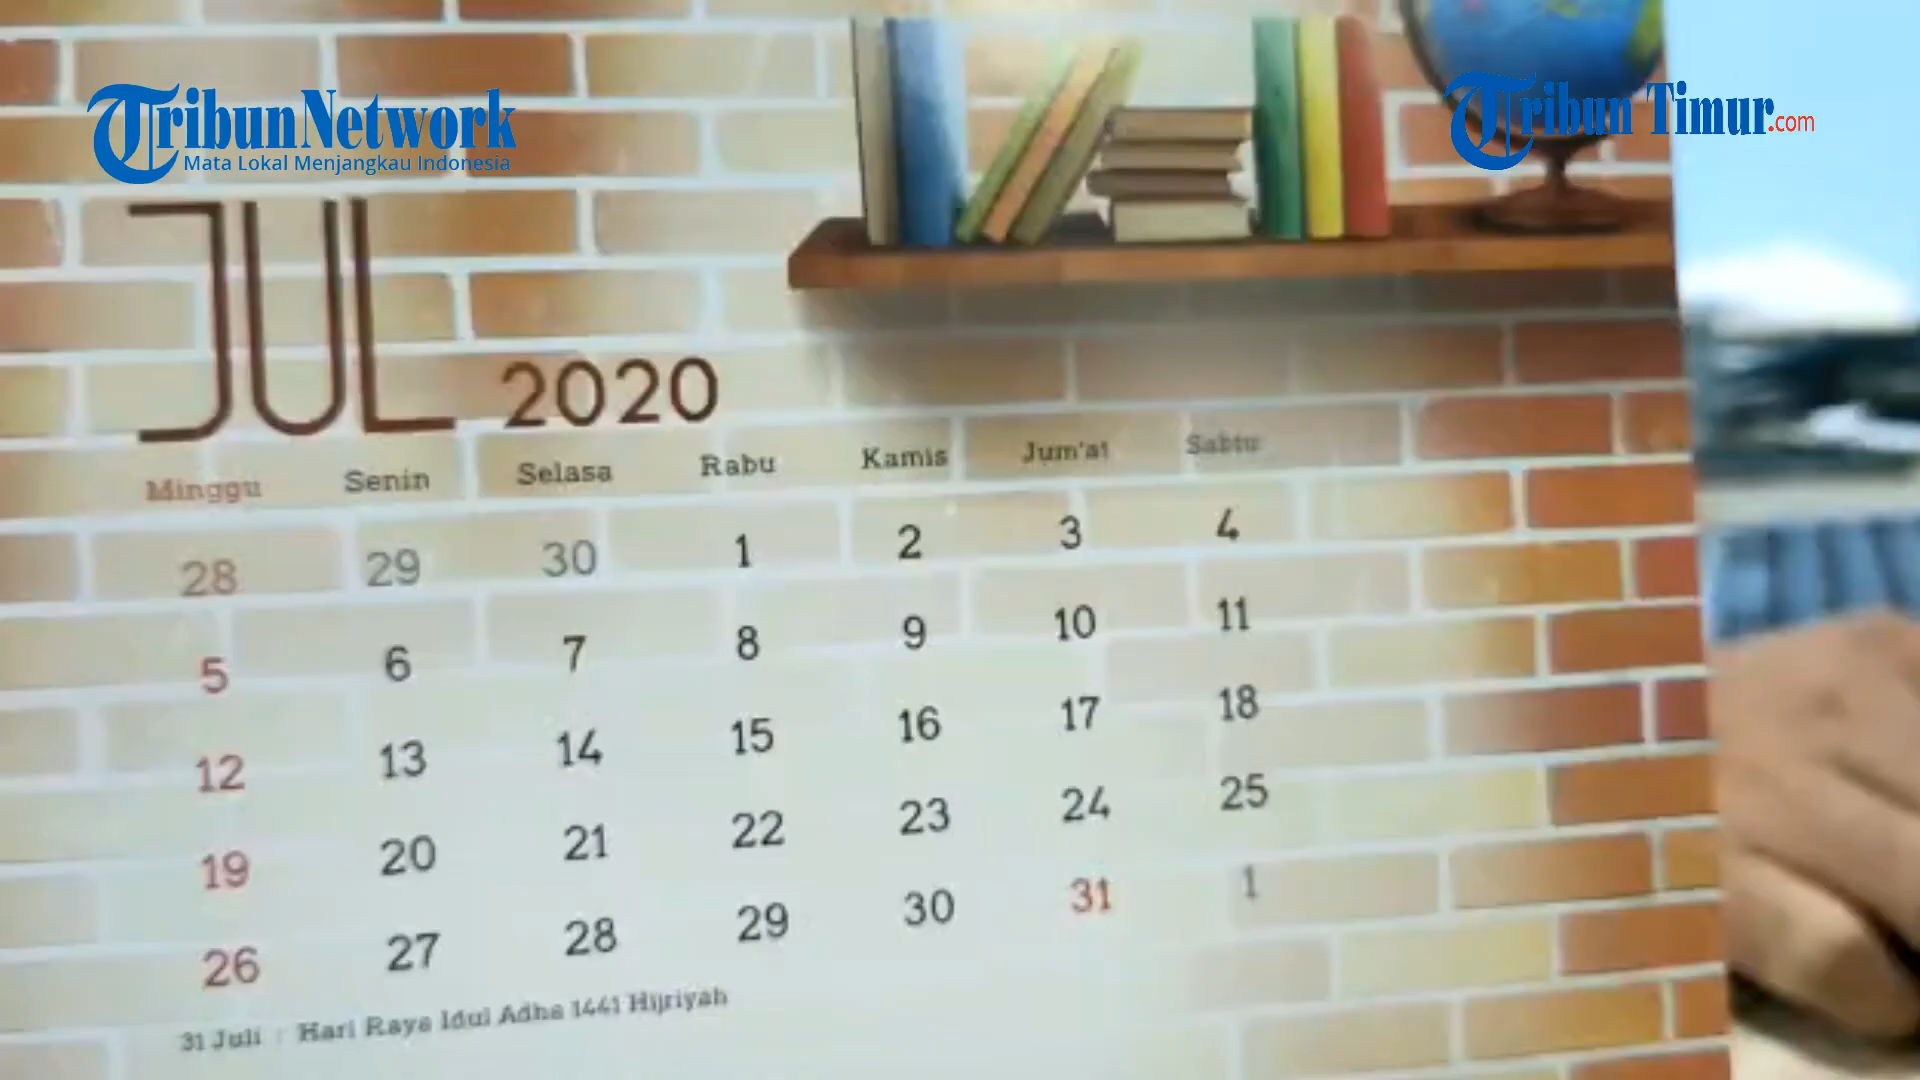 TribunNetwork
Mata Lokal Menjangkau Indonesia
Tribun Timur.com
JUL 2020
Minggu Senin Selasa Rabu Kamis Jum'at Sabtu
28 29 30 1 2 3 4
5 6 7 8 9 10 11
12 13 14 15 16 17 18
19 20 21 22 23 24 25
26 27 28 29 30 31 1
31 Juli : Hari Raya Idul Adha 1441 Hijriyah